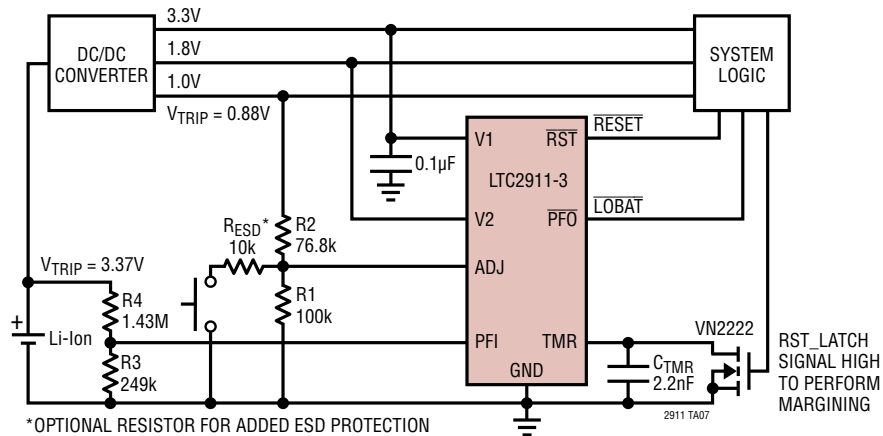 3.3V
DC/DC
CONVERTER
1.8V
1.0V
SYSTEM
LOGIC
V_TRIP = 0.88V
V1
RST
RESET
0.1µF
LTC2911-3
V2
PFO
LOBAT
R_ESD*
10k
R2
76.8k
ADJ
V_TRIP = 3.37V
R4
1.43M
R1
100k
+
Li-Ion
PFI
TMR
VN2222
R3
249k
GND
C_TMR
2.2nF
RST_LATCH
SIGNAL HIGH
TO PERFORM
MARGINING
2911 TA07
*OPTIONAL RESISTOR FOR ADDED ESD PROTECTION